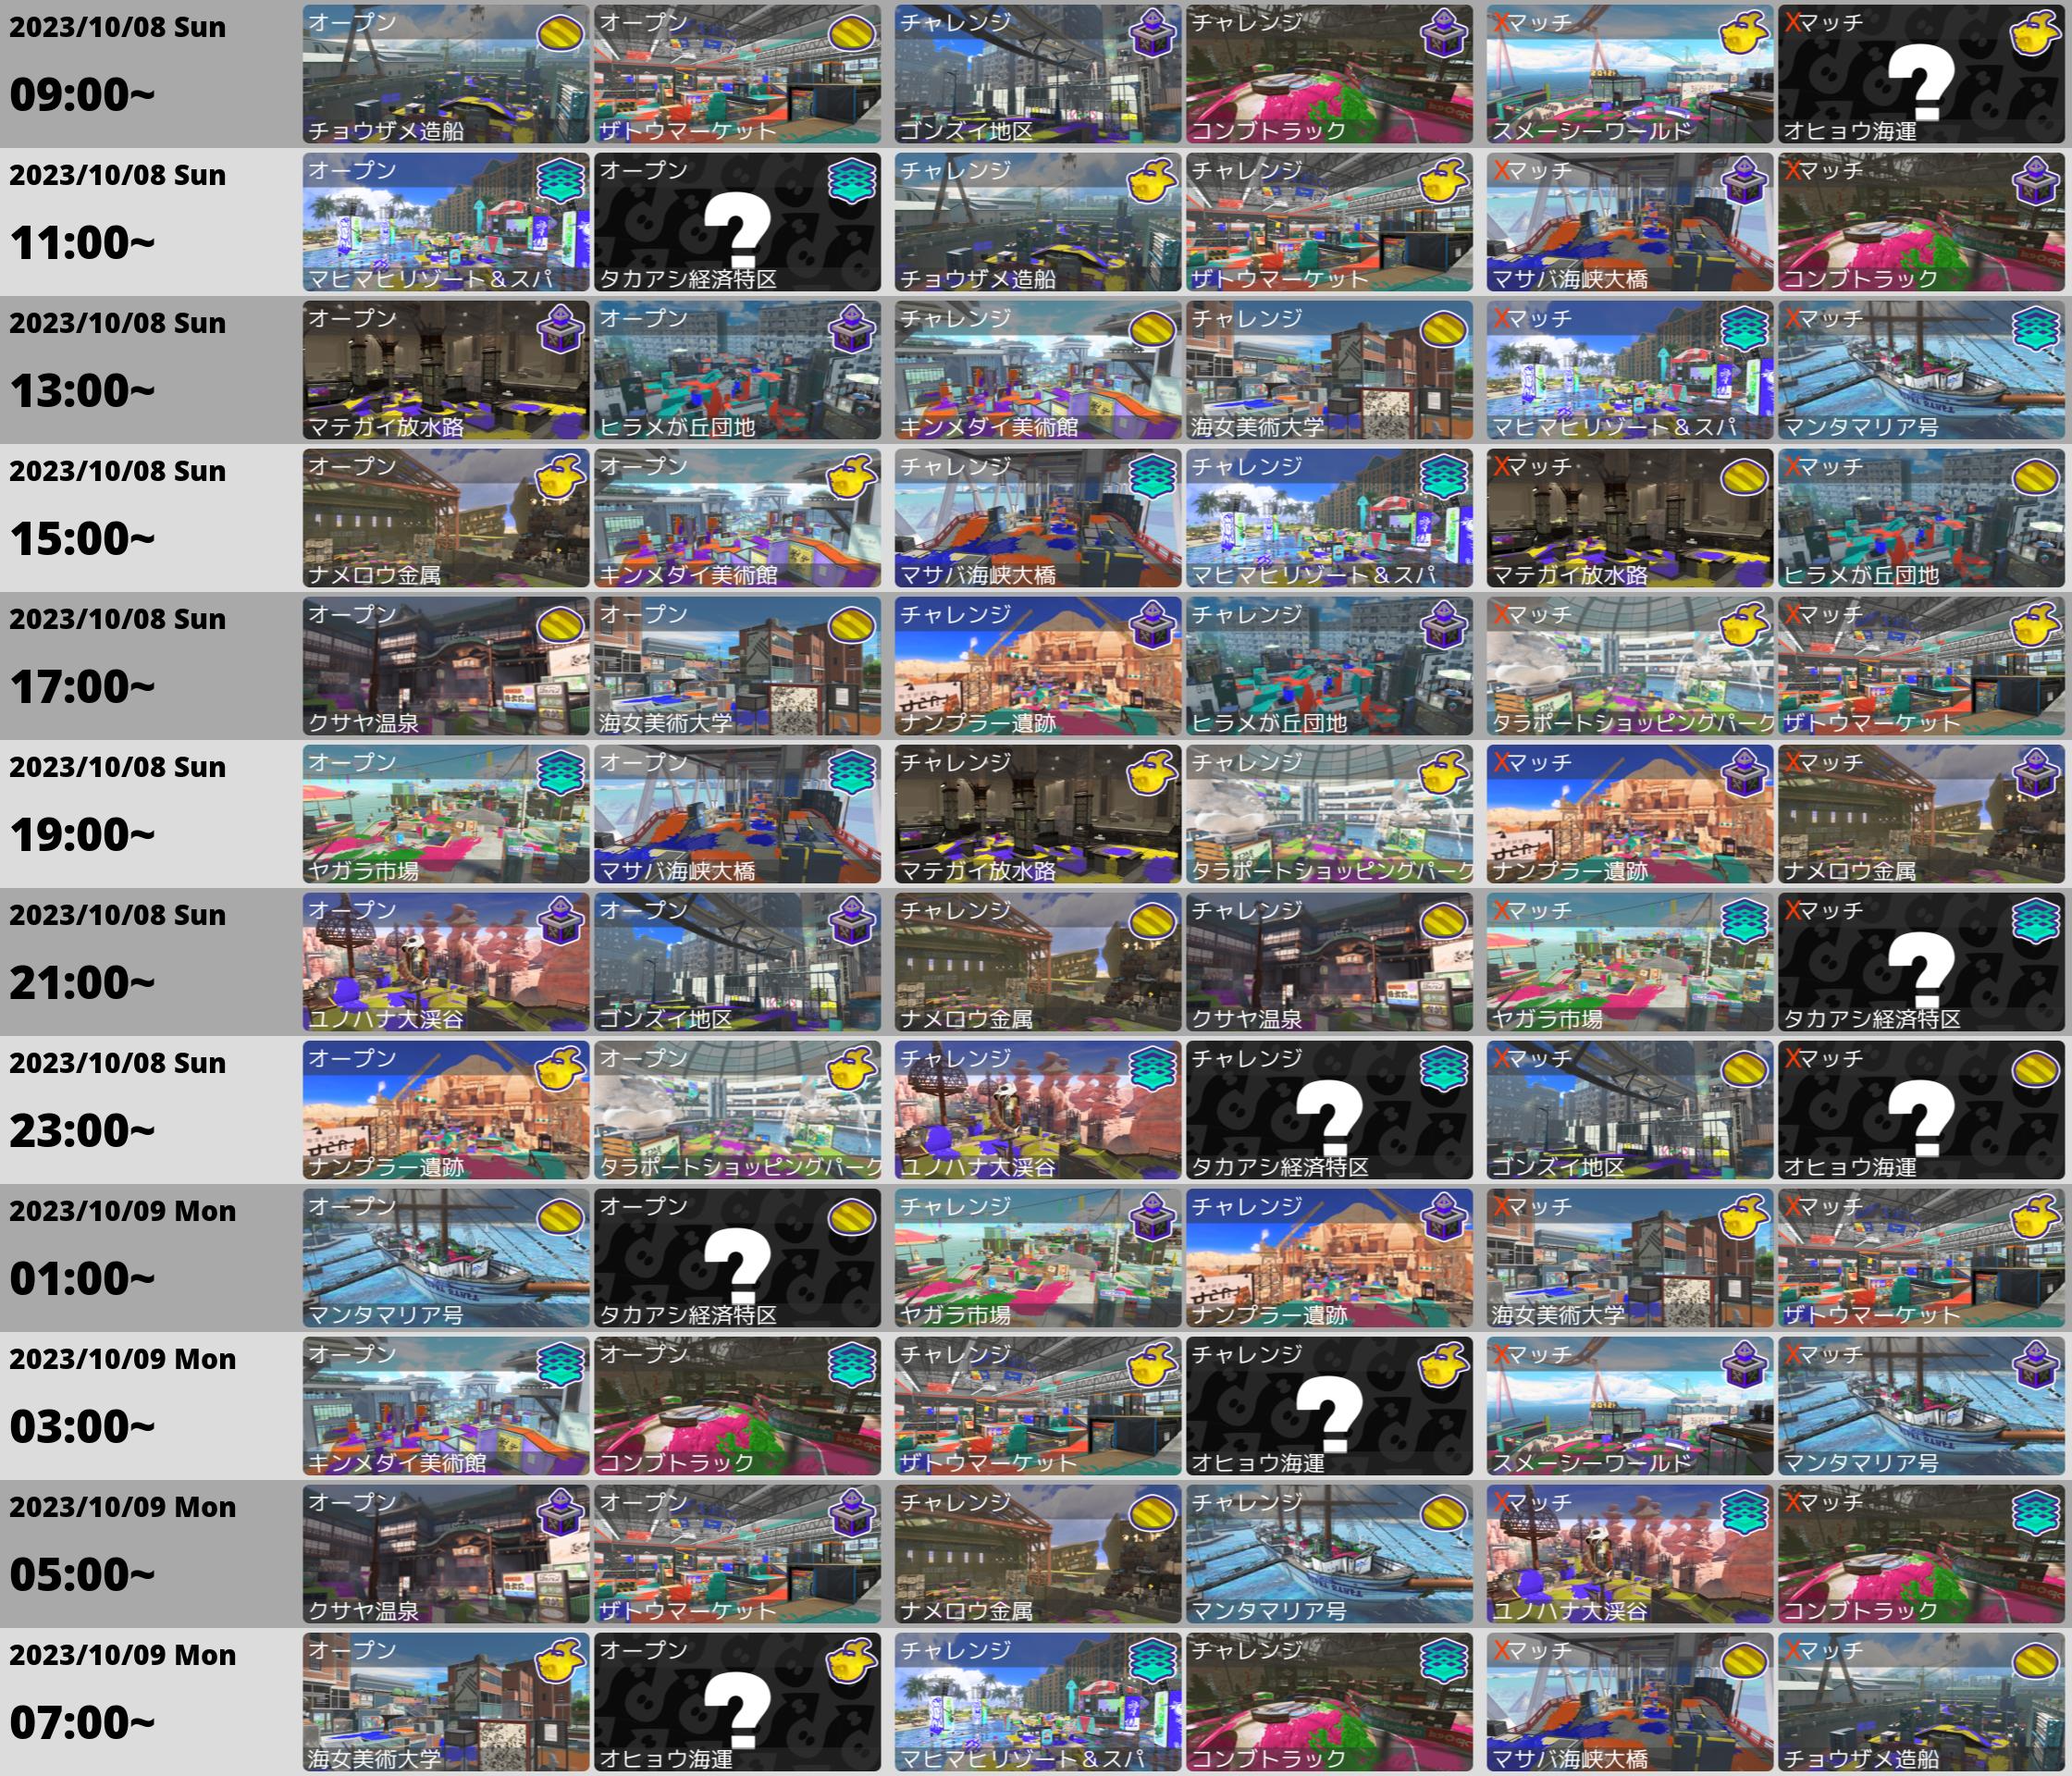 2023/10/08 Sun
09:00~
オープン
チョウザメ造船
オープン
ザトウマーケット
チャレンジ
ゴンズイ地区
チャレンジ
コンブトラック
Xマッチ
スメーシーワールド
Xマッチ
?
オヒョウ海運
2023/10/08 Sun
11:00~
オープン
マヒマヒリゾート＆スパ
オープン
?
タカアシ経済特区
チャレンジ
チョウザメ造船
チャレンジ
ザトウマーケット
Xマッチ
マサバ海峡大橋
Xマッチ
コンブトラック
2023/10/08 Sun
13:00~
オープン
マテガイ放水路
オープン
ヒラメが丘団地
チャレンジ
キンメダイ美術館
チャレンジ
海女美術大学
Xマッチ
マヒマヒリゾート＆スパ
Xマッチ
マンタマリア号
2023/10/08 Sun
15:00~
オープン
ナメロウ金属
オープン
キンメダイ美術館
チャレンジ
マサバ海峡大橋
チャレンジ
マヒマヒリゾート＆スパ
Xマッチ
マテガイ放水路
Xマッチ
ヒラメが丘団地
2023/10/08 Sun
17:00~
オープン
クサヤ温泉
オープン
海女美術大学
チャレンジ
ナンプラー遺跡
チャレンジ
ヒラメが丘団地
Xマッチ
タラポートショッピングパーク
Xマッチ
ザトウマーケット
2023/10/08 Sun
19:00~
オープン
ヤガラ市場
オープン
マサバ海峡大橋
チャレンジ
マテガイ放水路
チャレンジ
タラポートショッピングパーク
Xマッチ
ナンプラー遺跡
Xマッチ
ナメロウ金属
2023/10/08 Sun
21:00~
オープン
ユノハナ大渓谷
オープン
ゴンズイ地区
チャレンジ
ナメロウ金属
チャレンジ
クサヤ温泉
Xマッチ
ヤガラ市場
Xマッチ
?
タカアシ経済特区
2023/10/08 Sun
23:00~
オープン
ナンプラー遺跡
オープン
タラポートショッピングパーク
チャレンジ
ユノハナ大渓谷
チャレンジ
?
タカアシ経済特区
Xマッチ
ゴンズイ地区
Xマッチ
?
オヒョウ海運
2023/10/09 Mon
01:00~
オープン
マンタマリア号
オープン
?
タカアシ経済特区
チャレンジ
ヤガラ市場
チャレンジ
ナンプラー遺跡
Xマッチ
海女美術大学
Xマッチ
ザトウマーケット
2023/10/09 Mon
03:00~
オープン
キンメダイ美術館
オープン
コンブトラック
チャレンジ
ザトウマーケット
チャレンジ
?
オヒョウ海運
Xマッチ
スメーシーワールド
Xマッチ
マンタマリア号
2023/10/09 Mon
05:00~
オープン
クサヤ温泉
オープン
ザトウマーケット
チャレンジ
ナメロウ金属
チャレンジ
マンタマリア号
Xマッチ
ユノハナ大渓谷
Xマッチ
コンブトラック
2023/10/09 Mon
07:00~
オープン
海女美術大学
オープン
?
オヒョウ海運
チャレンジ
マヒマヒリゾート＆スパ
チャレンジ
コンブトラック
Xマッチ
マサバ海峡大橋
Xマッチ
チョウザメ造船